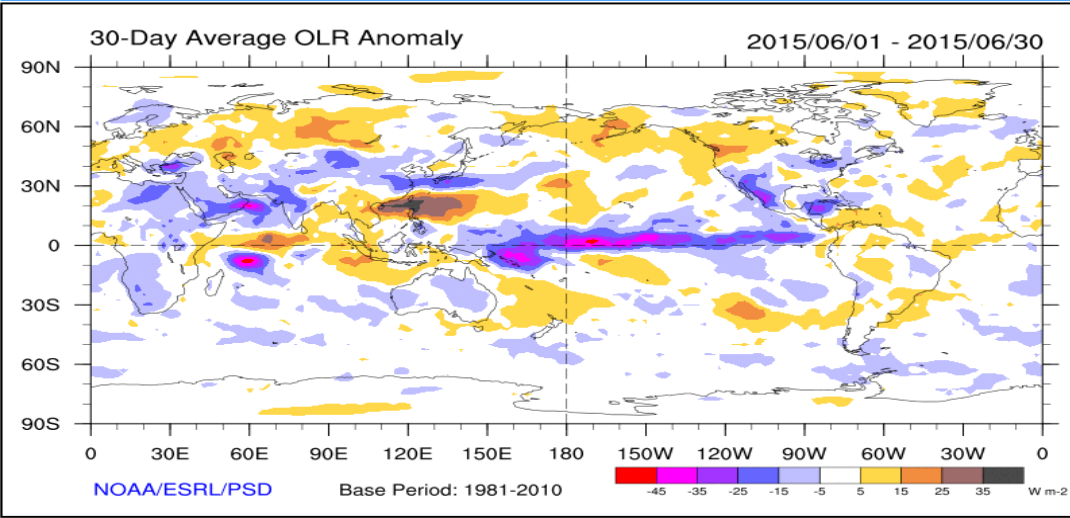 30-Day Average OLR Anomaly 2015/06/01 - 2015/06/30
90N
60N
30N
0
30S
60S
90S
0 30E 60E 90E 120E 150E 180 150W 120W 90W 60W 30W 0
NOAA/ESRL/PSD Base Period: 1981-2010
-45 -35 -25 -15 -5 5 15 25 35 W m-2